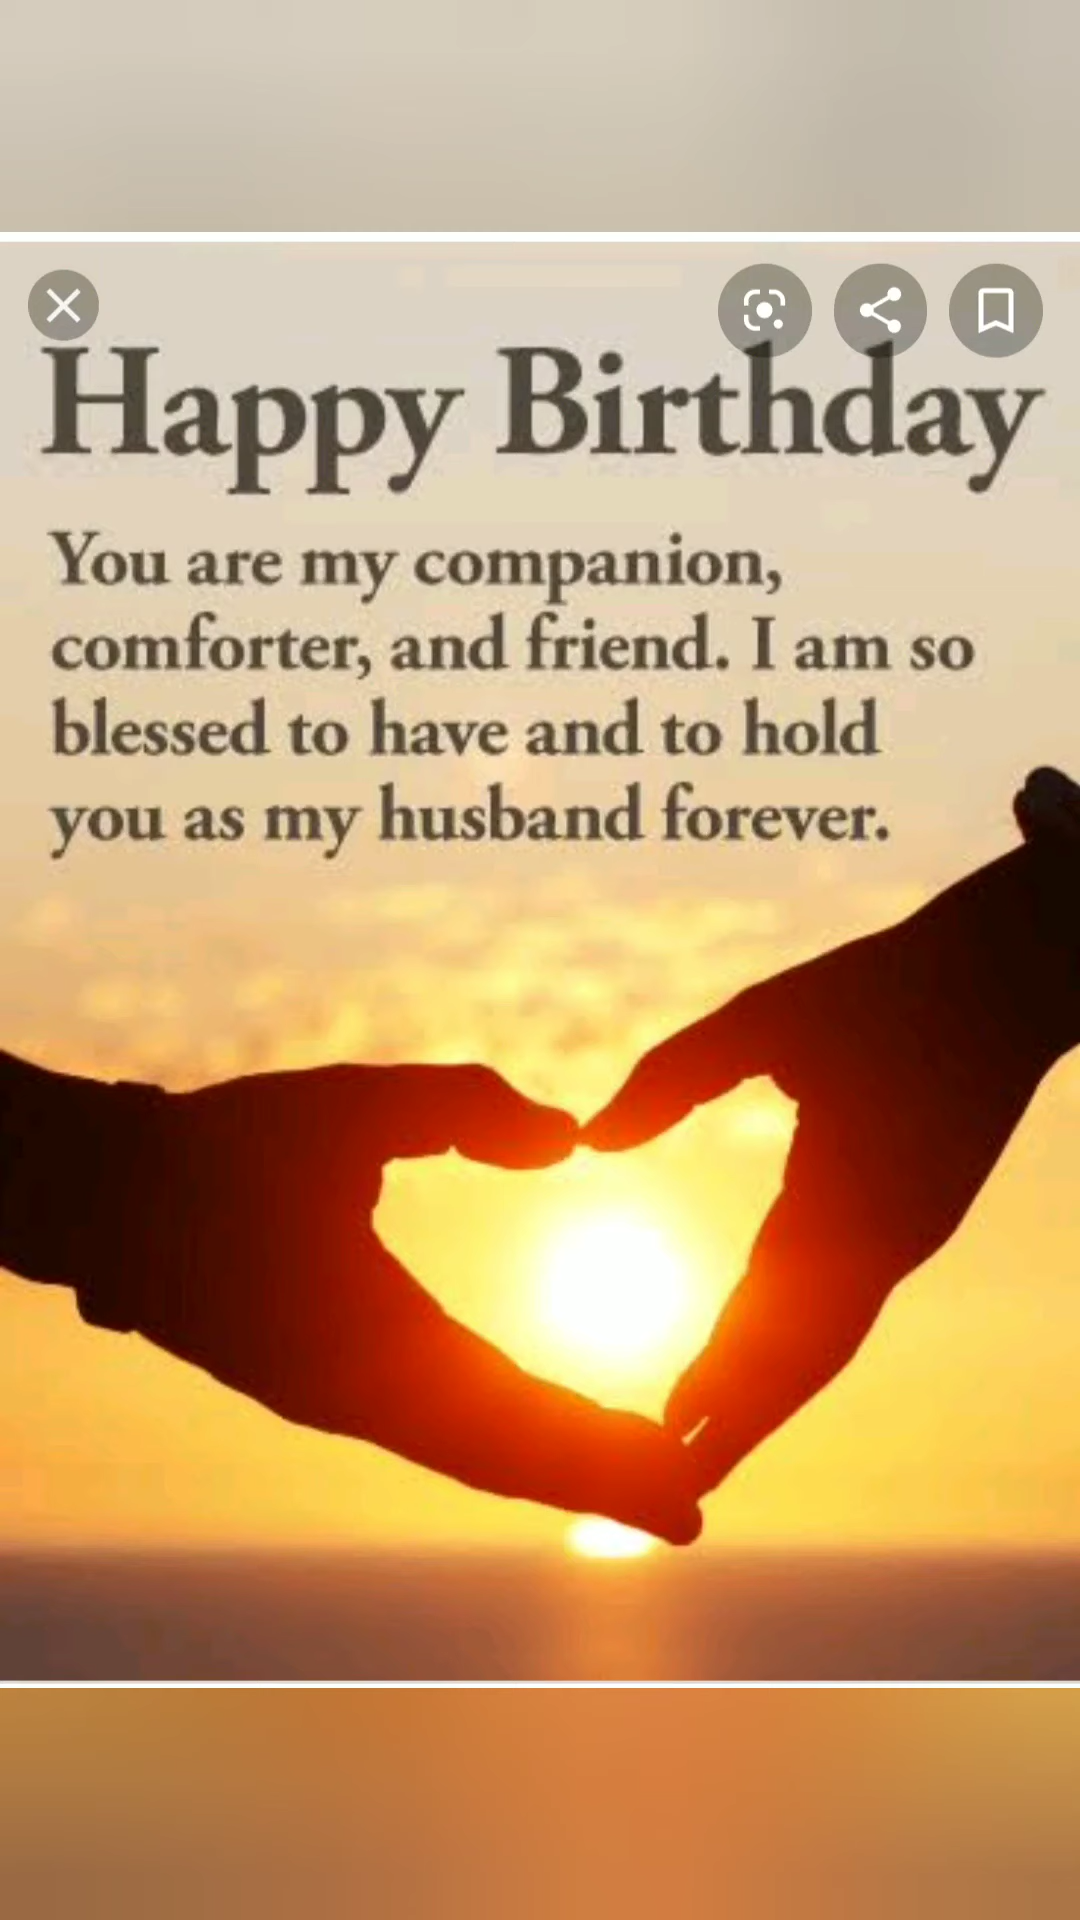 Happy Birthday
You are my companion,
comforter, and friend. I am so
blessed to have and to hold
you as my husband forever.